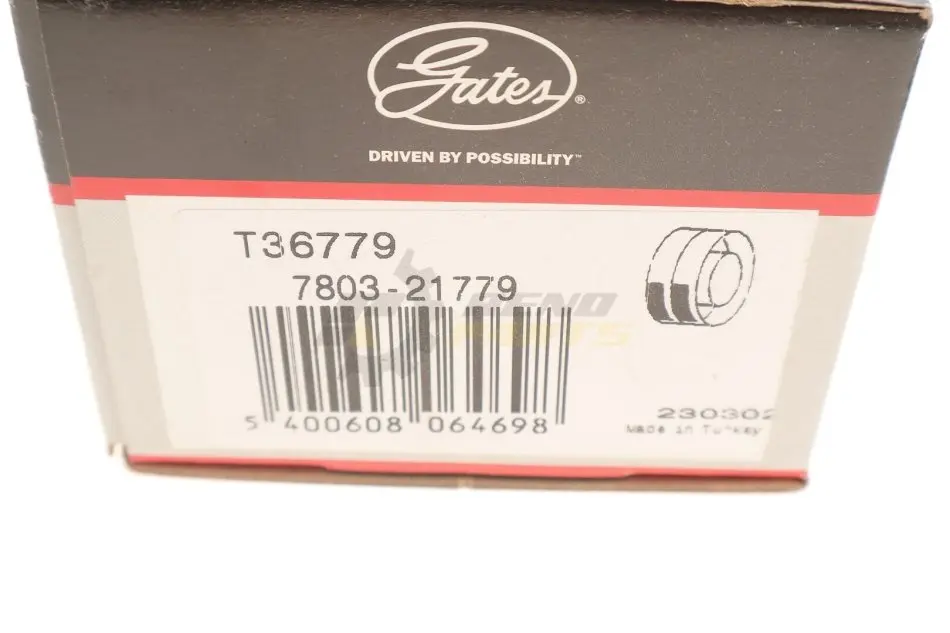 Gates®
DRIVEN BY POSSIBILITY™
T36779
7803-21779
5 400608 064698
230302
Made in Turkey